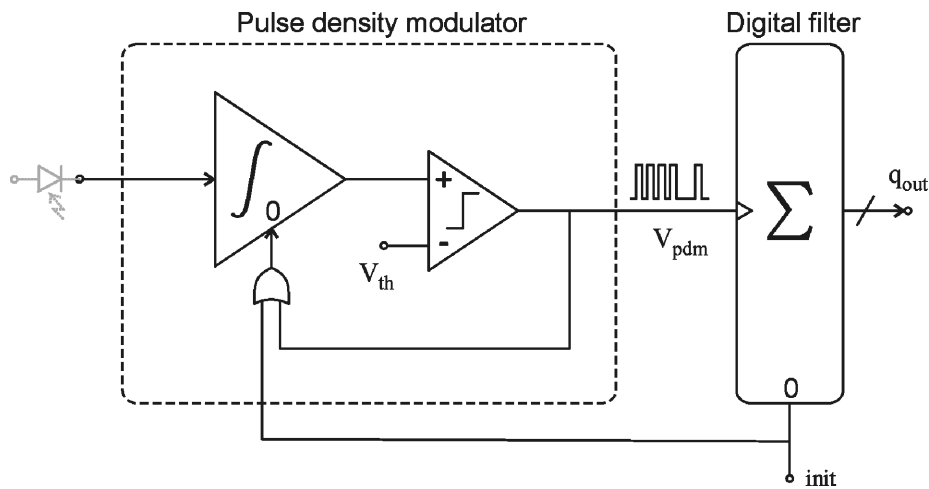 Pulse density modulator
Digital filter
∫
0
+
-
V_th
V_pdm
Σ
q_out
0
init